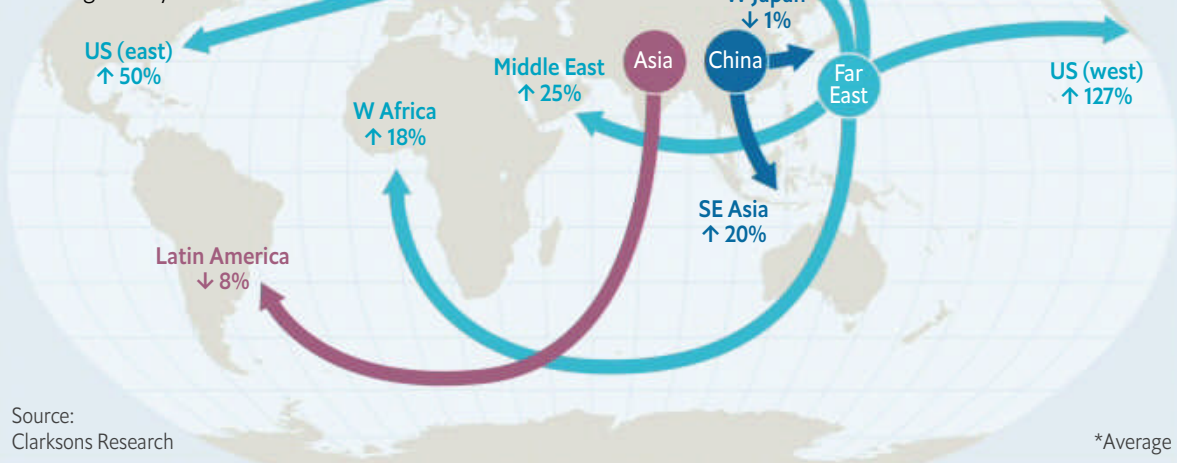 ↓ 1%
US (east)
↑ 50%
Middle East
↑ 25%
Asia
China
Far
East
US (west)
↑ 127%
W Africa
↑ 18%
SE Asia
↑ 20%
Latin America
↓ 8%
Source:
Clarksons Research
*Average